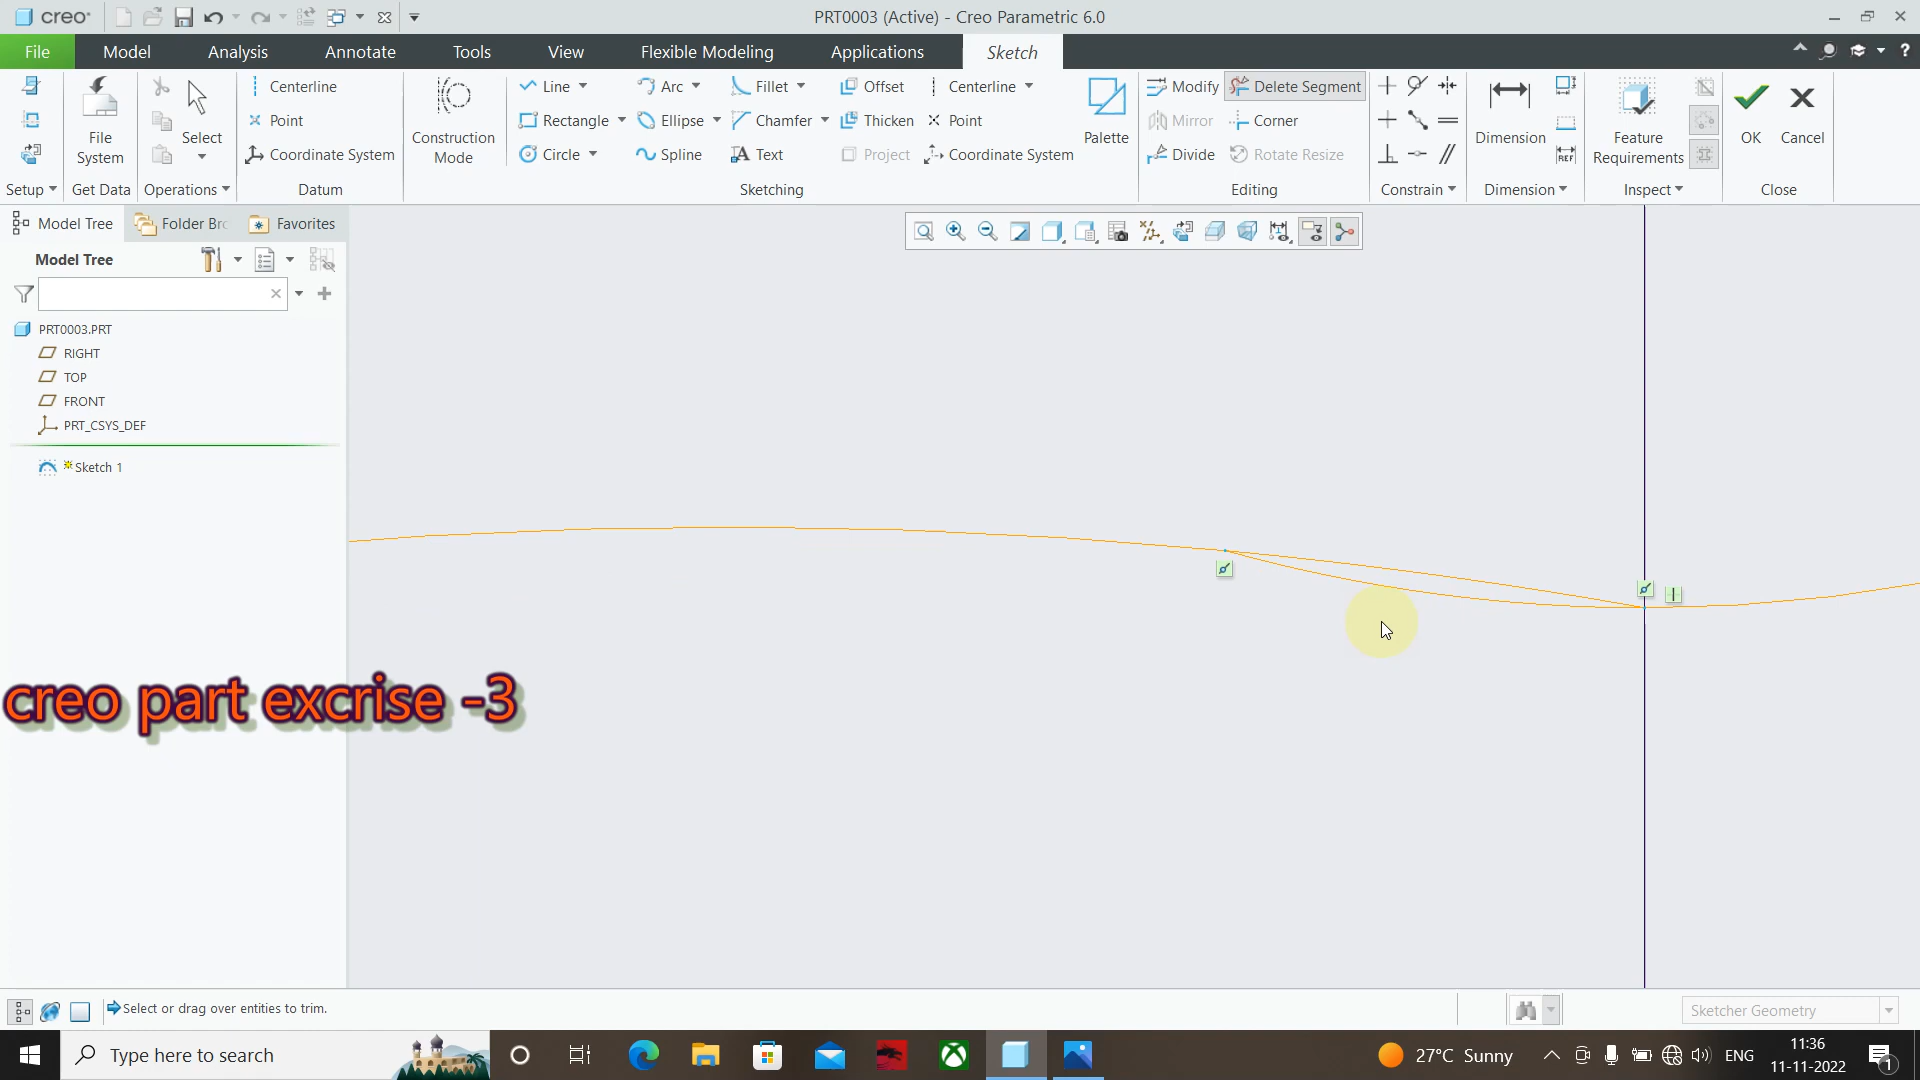 creo
PRT0003 (Active) - Creo Parametric 6.0
File Model Analysis Annotate Tools View Flexible Modeling Applications Sketch
Setup
File System
Get Data
Select
Operations
Centerline
Point
Coordinate System
Datum
Construction Mode
Line Arc Fillet Offset Centerline
Rectangle Ellipse Chamfer Thicken Point
Circle Spline Text Project Coordinate System
Palette
Sketching
Modify Delete Segment
Mirror Corner
Divide Rotate Resize
Editing
Constrain
Dimension
REF
Dimension
Feature Requirements
Inspect
OK Cancel
Close
Model Tree Folder Bro Favorites
Model Tree
PRT0003.PRT
RIGHT
TOP
FRONT
PRT_CSYS_DEF
Sketch 1
creo part excrise -3
Select or drag over entities to trim.
Sketcher Geometry
Type here to search
27°C Sunny
ENG
11:36
11-11-2022
1